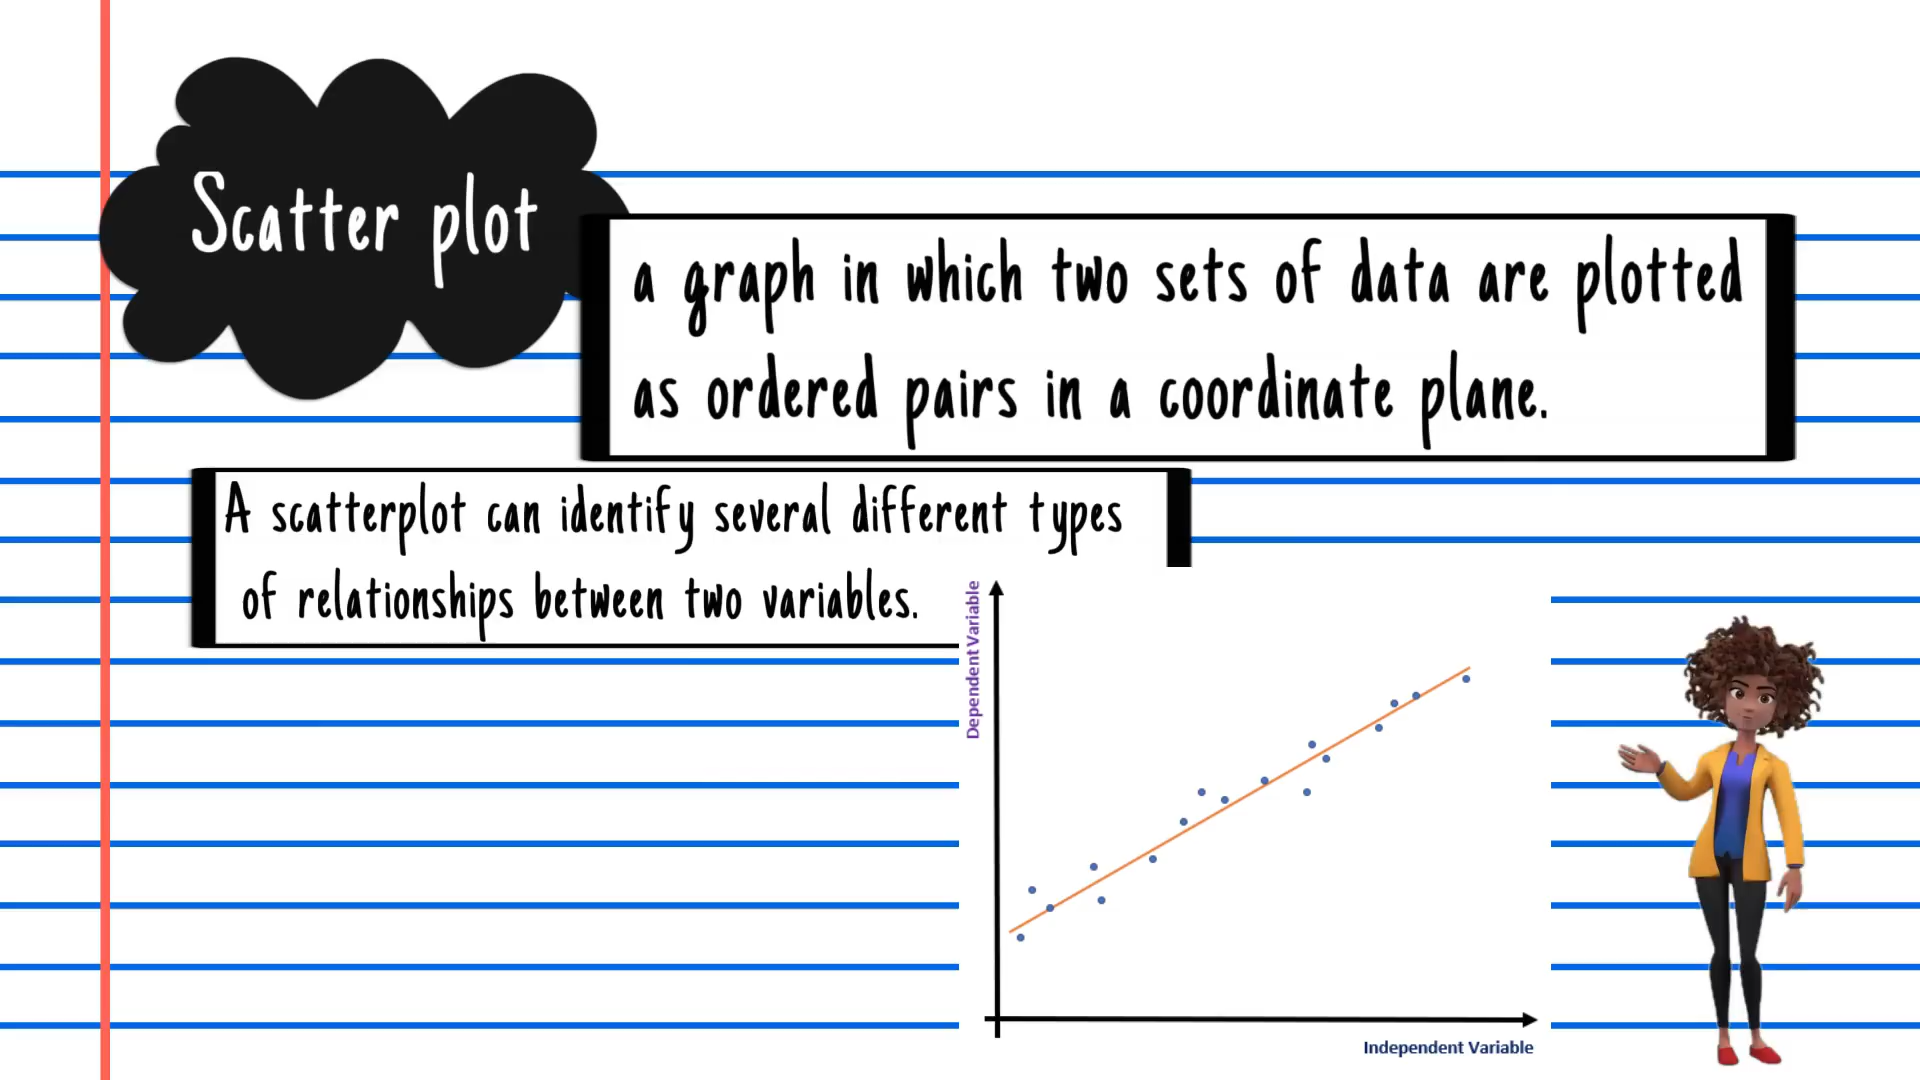 Scatter plot
a graph in which two sets of data are plotted
as ordered pairs in a coordinate plane.
A scatterplot can identify several different types
of relationships between two variables.
Dependent Variable
Independent Variable